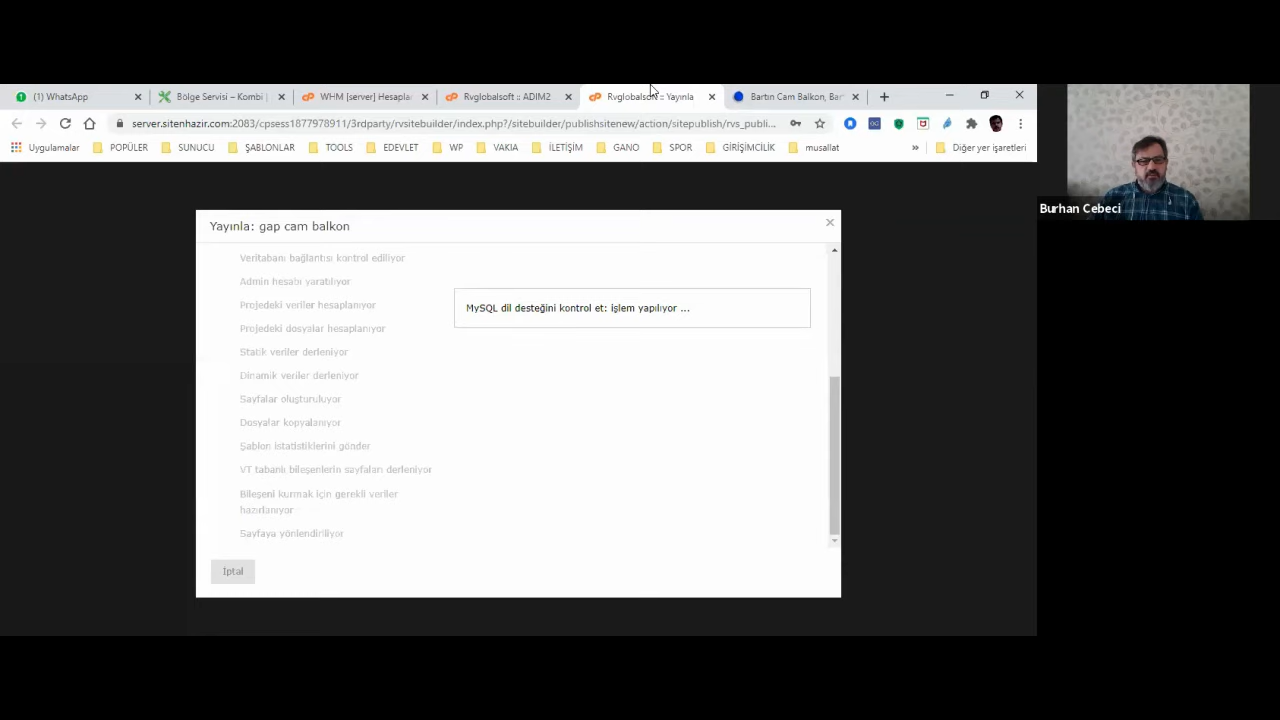 (1) WhatsApp
Bölge Servisi – Kombi
WHM [server] Hesapla
Rvglobalsoft :: ADIM2
Rvglobalsoft :: Yayınla
Bartın Cam Balkon, Bar
server.sitenhazir.com:2083/cpsess1877978911/3rdparty/rvsitebuilder/index.php?/sitebuilder/publishsitenew/action/sitepublish/rvs_publi...
Uygulamalar
POPÜLER
SUNUCU
ŞABLONLAR
TOOLS
EDEVLET
WP
VAKIA
İLETİŞİM
GANO
SPOR
GİRİŞİMCİLİK
musallat
»
Diğer yer işaretleri
Burhan Cebeci
Yayınla: gap cam balkon
Veritabanı bağlantısı kontrol ediliyor
Admin hesabı yaratılıyor
Projedeki veriler hesaplanıyor
MySQL dil desteğini kontrol et: işlem yapılıyor ...
Projedeki dosyalar hesaplanıyor
Statik veriler derleniyor
Dinamik veriler derleniyor
Sayfalar oluşturuluyor
Dosyalar kopyalanıyor
Şablon istatistiklerini gönder
VT tabanlı bileşenlerin sayfaları derleniyor
Bileşeni kurmak için gerekli veriler
hazırlanıyor
Sayfaya yönlendiriliyor
İptal